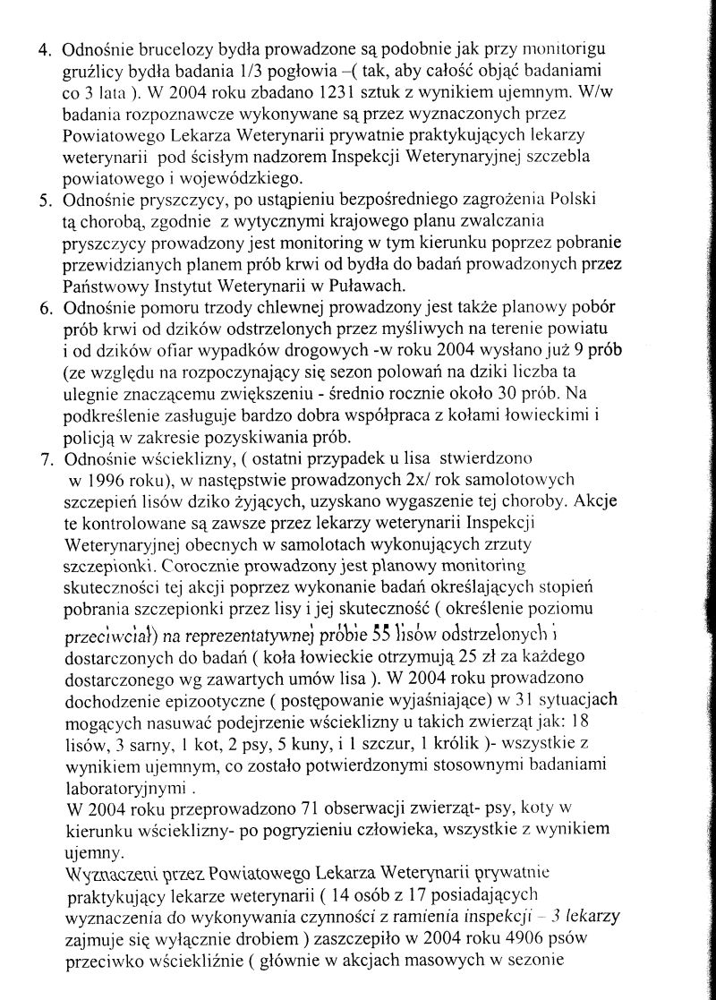 4. Odnośnie brucelozy bydła prowadzone są podobnie jak przy monitorigu
gruźlicy bydła badania 1/3 pogłowia –( tak, aby całość objąć badaniami
co 3 lata ). W 2004 roku zbadano 1231 sztuk z wynikiem ujemnym. W/w
badania rozpoznawcze wykonywane są przez wyznaczonych przez
Powiatowego Lekarza Weterynarii prywatnie praktykujących lekarzy
weterynarii pod ścisłym nadzorem Inspekcji Weterynaryjnej szczebla
powiatowego i wojewódzkiego.
5. Odnośnie pryszczycy, po ustąpieniu bezpośredniego zagrożenia Polski
tą chorobą, zgodnie z wytycznymi krajowego planu zwalczania
pryszczycy prowadzony jest monitoring w tym kierunku poprzez pobranie
przewidzianych planem prób krwi od bydła do badań prowadzonych przez
Państwowy Instytut Weterynarii w Puławach.
6. Odnośnie pomoru trzody chlewnej prowadzony jest także planowy pobór
prób krwi od dzików odstrzelonych przez myśliwych na terenie powiatu
i od dzików ofiar wypadków drogowych -w roku 2004 wysłano już 9 prób
(ze względu na rozpoczynający się sezon polowań na dziki liczba ta
ulegnie znaczącemu zwiększeniu - średnio rocznie około 30 prób. Na
podkreślenie zasługuje bardzo dobra współpraca z kołami łowieckimi i
policją w zakresie pozyskiwania prób.
7. Odnośnie wścieklizny, ( ostatni przypadek u lisa stwierdzono
w 1996 roku), w następstwie prowadzonych 2x/ rok samolotowych
szczepień lisów dziko żyjących, uzyskano wygaszenie tej choroby. Akcje
te kontrolowane są zawsze przez lekarzy weterynarii Inspekcji
Weterynaryjnej obecnych w samolotach wykonujących zrzuty
szczepionki. Corocznie prowadzony jest planowy monitoring
skuteczności tej akcji poprzez wykonanie badań określających stopień
pobrania szczepionki przez lisy i jej skuteczność ( określenie poziomu
przeciwciał) na reprezentatywnej próbie 55 lisów odstrzelonych i
dostarczonych do badań ( koła łowieckie otrzymują 25 zł za każdego
dostarczonego wg zawartych umów lisa ). W 2004 roku prowadzono
dochodzenie epizootyczne ( postępowanie wyjaśniające) w 31 sytuacjach
mogących nasuwać podejrzenie wścieklizny u takich zwierząt jak: 18
lisów, 3 sarny, 1 kot, 2 psy, 5 kuny, i 1 szczur, 1 królik )- wszystkie z
wynikiem ujemnym, co zostało potwierdzonymi stosownymi badaniami
laboratoryjnymi .
W 2004 roku przeprowadzono 71 obserwacji zwierząt- psy, koty w
kierunku wścieklizny- po pogryzieniu człowieka, wszystkie z wynikiem
ujemny.
Wyznaczeni przez Powiatowego Lekarza Weterynarii prywatnie
praktykujący lekarze weterynarii ( 14 osób z 17 posiadających
wyznaczenia do wykonywania czynności z ramienia inspekcji – 3 lekarzy
zajmuje się wyłącznie drobiem ) zaszczepiło w 2004 roku 4906 psów
przeciwko wściekliźnie ( głównie w akcjach masowych w sezonie